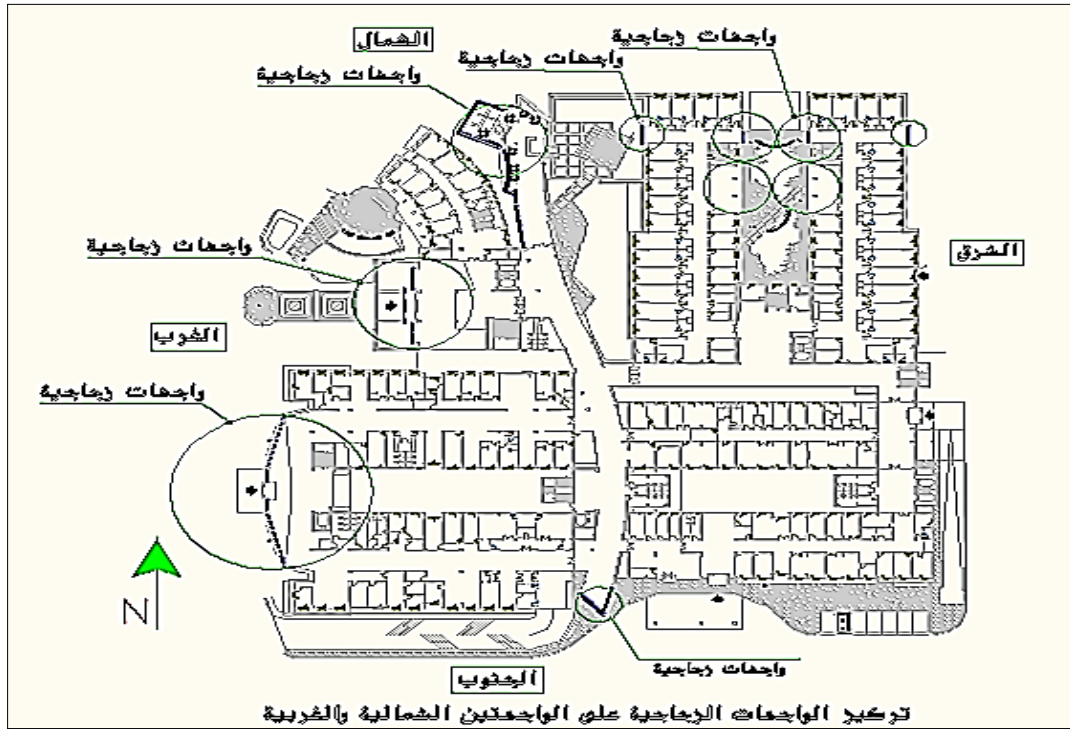 واجهات زجاجية
الشمال
واجهات زجاجية
واجهات زجاجية
واجهات زجاجية
الشرق
الغرب
واجهات زجاجية
N
واجهات زجاجية
الجنوب
تركيز الواجهات الزجاجية على الواجهتين الشمالية والغربية